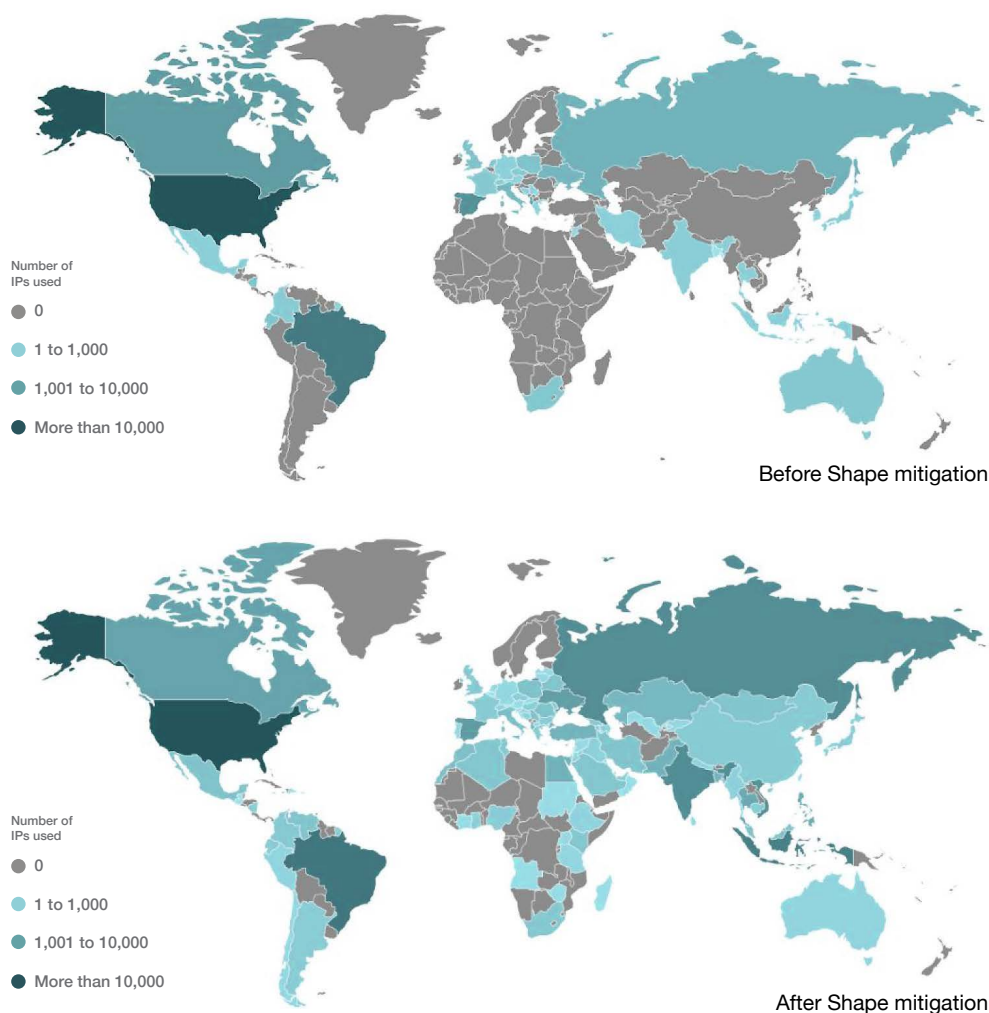 Number of
IPs used
0
1 to 1,000
1,001 to 10,000
More than 10,000
Before Shape mitigation
Number of
IPs used
0
1 to 1,000
1,001 to 10,000
More than 10,000
After Shape mitigation